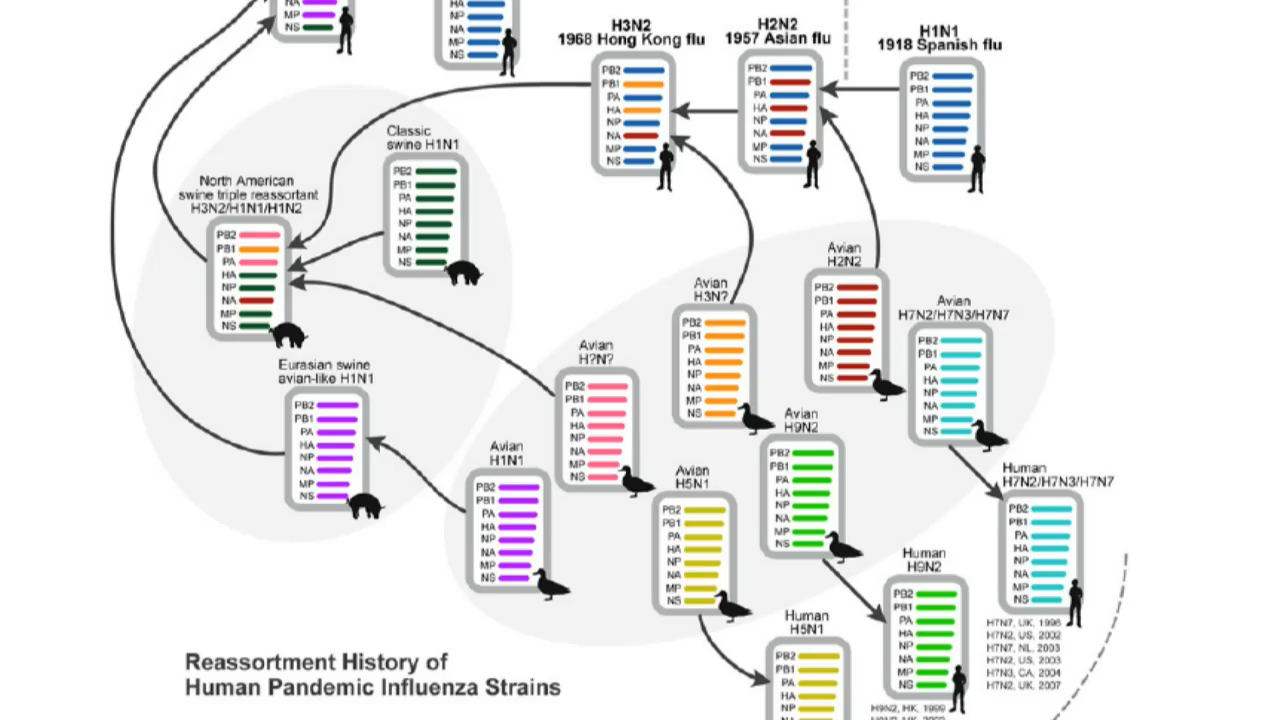 NA
MP
NS
HA
NP
NA
MP
NS
H3N2
1968 Hong Kong flu
PB2
PB1
PA
HA
NP
NA
MP
NS
H2N2
1957 Asian flu
PB2
PB1
PA
HA
NP
NA
MP
NS
H1N1
1918 Spanish flu
PB2
PB1
PA
HA
NP
NA
MP
NS
Classic
swine H1N1
PB2
PB1
PA
HA
NP
NA
MP
NS
North American
swine triple reassortant
H3N2/H1N1/H1N2
PB2
PB1
PA
HA
NP
NA
MP
NS
Avian
H2N2
PB2
PB1
PA
HA
NP
NA
MP
NS
Avian
H3N?
PB2
PB1
PA
HA
NP
NA
MP
NS
Avian
H7N2/H7N3/H7N7
PB2
PB1
PA
HA
NP
NA
MP
NS
Avian
H?N?
PB2
PB1
PA
HA
NP
NA
MP
NS
Eurasian swine
avian-like H1N1
PB2
PB1
PA
HA
NP
NA
MP
NS
Avian
H9N2
PB2
PB1
PA
HA
NP
NA
MP
NS
Avian
H1N1
PB2
PB1
PA
HA
NP
NA
MP
NS
Avian
H5N1
PB2
PB1
PA
HA
NP
NA
MP
NS
Human
H7N2/H7N3/H7N7
PB2
PB1
PA
HA
NP
NA
MP
NS
H7N7, UK, 1996
H7N2, US, 2002
H7N7, NL, 2003
H7N2, US, 2003
H7N3, CA, 2004
H7N2, UK, 2007
Human
H9N2
PB2
PB1
PA
HA
NP
NA
MP
NS
H9N2, HK, 1999
Human
H5N1
PB2
PB1
PA
HA
NP
Reassortment History of
Human Pandemic Influenza Strains